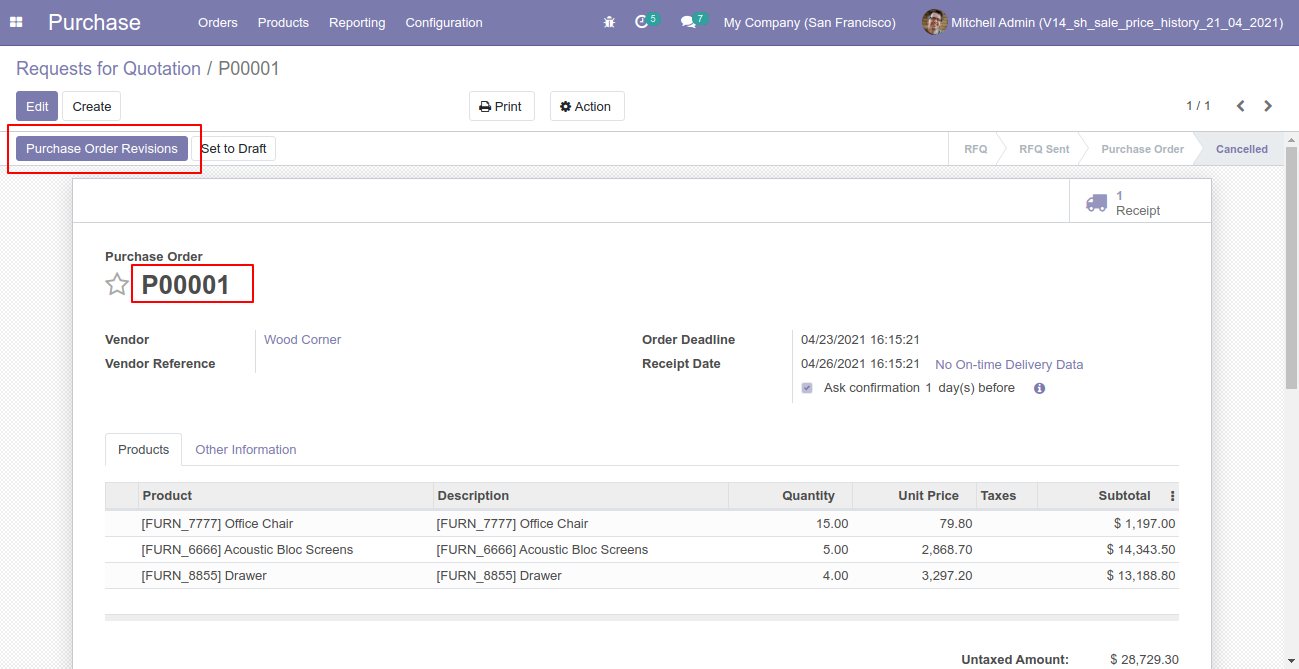 Purchase Orders Products Reporting Configuration 5 7 My Company (San Francisco) Mitchell Admin (V14_sh_sale_price_history_21_04_2021)
Requests for Quotation / P00001
Edit Create Print Action 1 / 1
Purchase Order Revisions Set to Draft RFQ RFQ Sent Purchase Order Cancelled
1
Receipt
Purchase Order
P00001
Vendor Wood Corner Order Deadline 04/23/2021 16:15:21
Vendor Reference Receipt Date 04/26/2021 16:15:21 No On-time Delivery Data
Ask confirmation 1 day(s) before
Products Other Information
Product Description Quantity Unit Price Taxes Subtotal
[FURN_7777] Office Chair [FURN_7777] Office Chair 15.00 79.80 $ 1,197.00
[FURN_6666] Acoustic Bloc Screens [FURN_6666] Acoustic Bloc Screens 5.00 2,868.70 $ 14,343.50
[FURN_8855] Drawer [FURN_8855] Drawer 4.00 3,297.20 $ 13,188.80
Untaxed Amount: $ 28,729.30